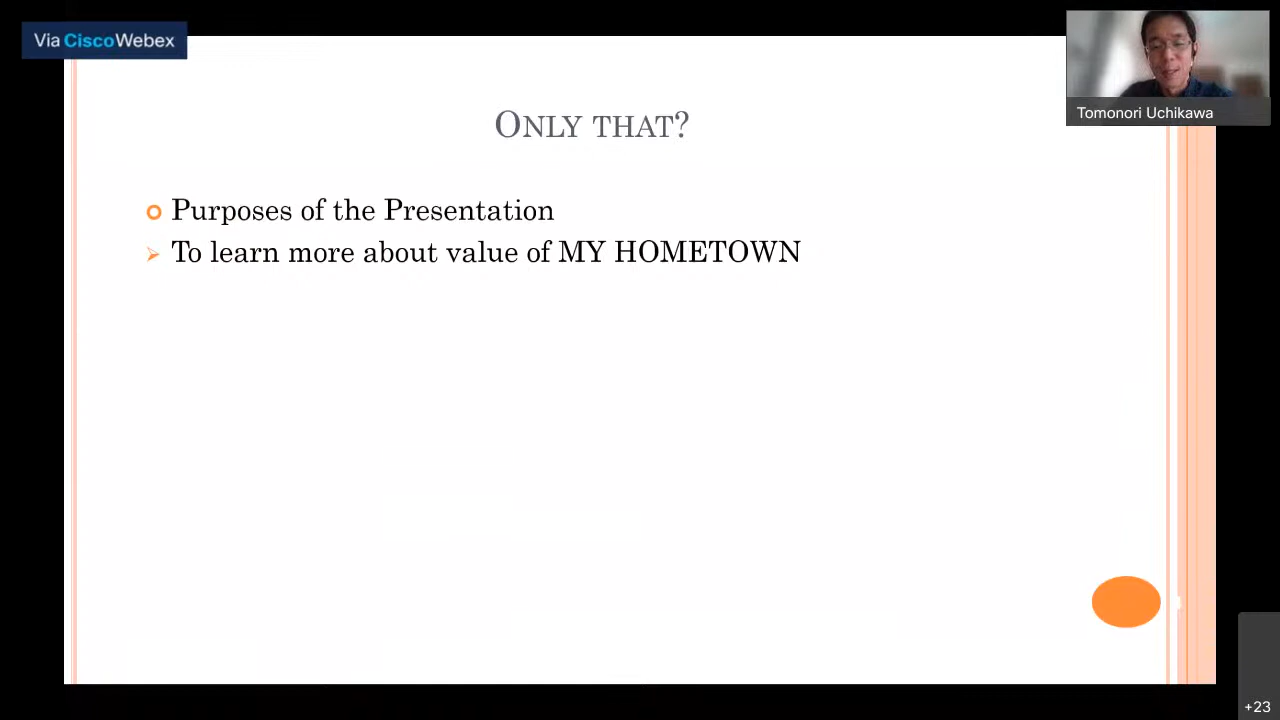 Via CiscoWebex
Tomonori Uchikawa
ONLY THAT?
Purposes of the Presentation
To learn more about value of MY HOMETOWN
+23